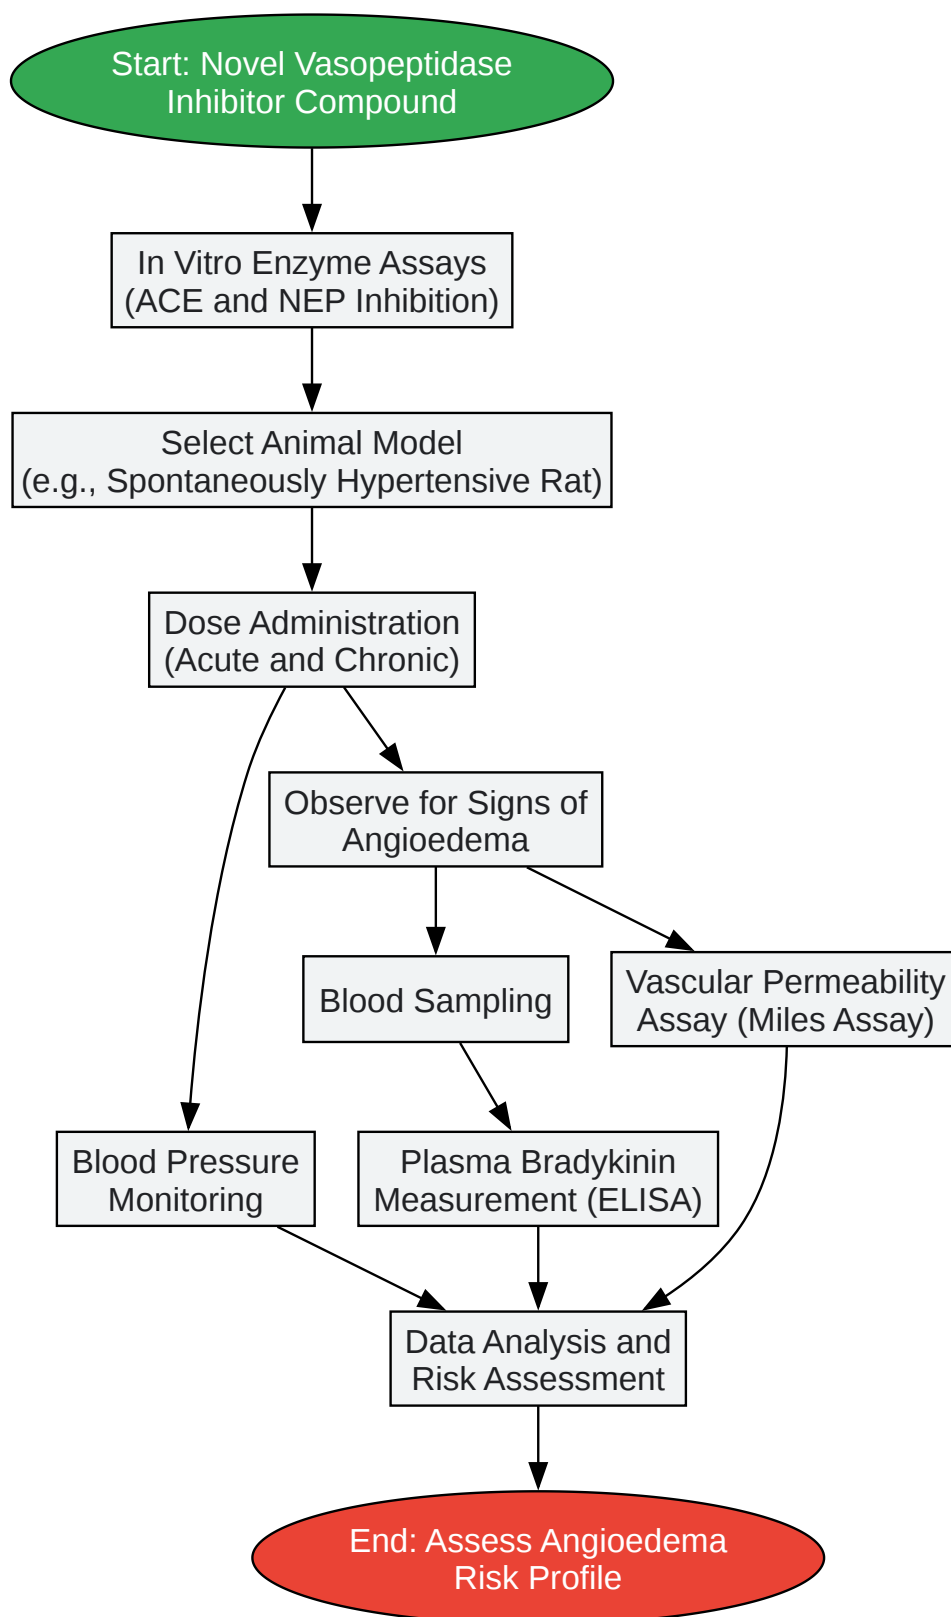 Start: Novel Vasopeptidase
Inhibitor Compound
In Vitro Enzyme Assays
(ACE and NEP Inhibition)
Select Animal Model
(e.g., Spontaneously Hypertensive Rat)
Dose Administration
(Acute and Chronic)
Observe for Signs of
Angioedema
Blood Sampling
Vascular Permeability
Assay (Miles Assay)
Blood Pressure
Monitoring
Plasma Bradykinin
Measurement (ELISA)
Data Analysis and
Risk Assessment
End: Assess Angioedema
Risk Profile